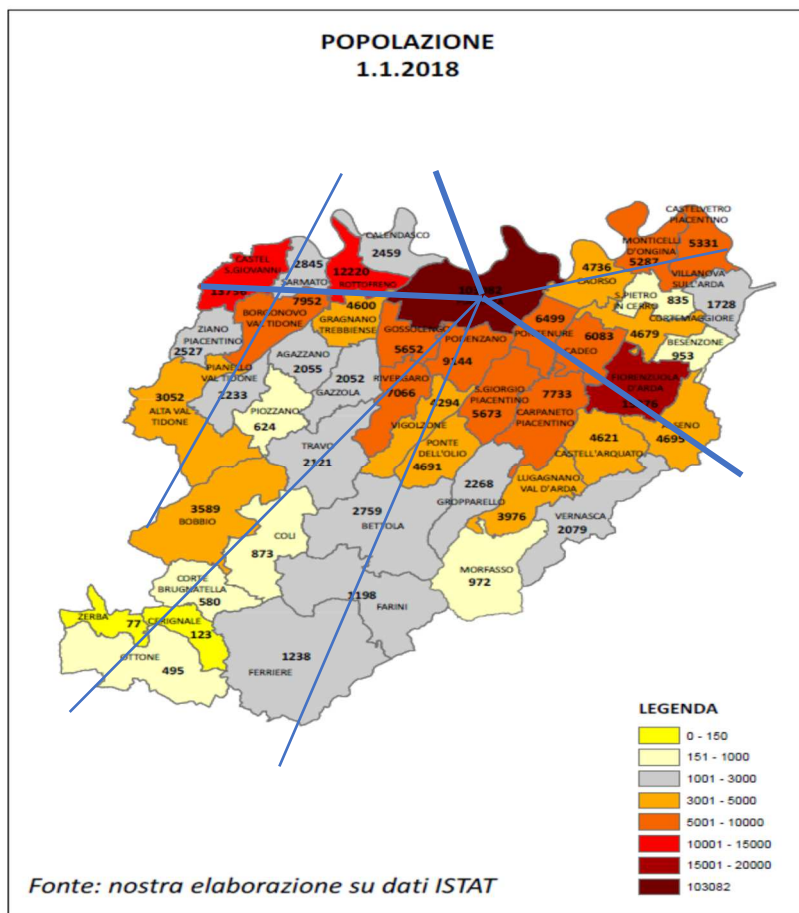 POPOLAZIONE
1.1.2018
CASTELVETRO
PIACENTINO
5331
MONTICELLI
D'ONGINA
5287
VILLANOVA
SULL'ARDA
1728
CALENDASCO
2459
CASTEL
S.GIOVANNI
2845
SARMATO
12220
ROTTOFRENO
4736
CAORSO
S.PIETRO
IN CERRO
835
CORTEMAGGIORE
4679
BESENZONE
953
7952
BORGONOVO
VAL TIDONE
4600
GRAGNANO
TREBBIENSE
GOSSOLENGO
5652
PODENZANO
9144
6499
PONTENURE
6083
CADEO
FIORENZUOLA
D'ARDA
ZIANO
PIACENTINO
2527
AGAZZANO
2055
PIANELLO
VAL TIDONE
2233
2052
GAZZOLA
RIVERGARO
7066
4294
VIGOLZONE
S.GIORGIO
PIACENTINO
5673
7733
CARPANETO
PIACENTINO
ALSENO
4695
3052
ALTA VAL
TIDONE
PIOZZANO
624
TRAVO
2121
PONTE
DELL'OLIO
4691
4621
CASTELL'ARQUATO
2268
GROPPARELLO
LUGAGNANO
VAL D'ARDA
3976
VERNASCA
2079
3589
BOBBIO
2759
BETTOLA
COLI
873
MORFASSO
972
CORTE
BRUGNATELLA
580
1198
FARINI
ZERBA
77
CERIGNALE
123
OTTONE
495
1238
FERRIERE
LEGENDA
0 - 150
151 - 1000
1001 - 3000
3001 - 5000
5001 - 10000
10001 - 15000
15001 - 20000
103082
Fonte: nostra elaborazione su dati ISTAT